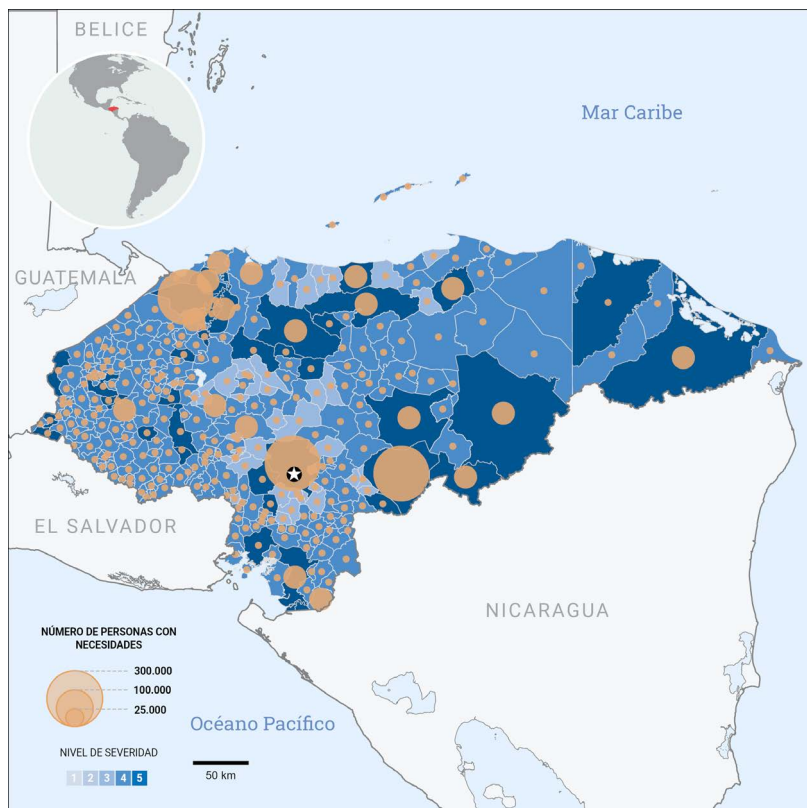 BELICE
Mar Caribe
GUATEMALA
EL SALVADOR
NICARAGUA
NÚMERO DE PERSONAS CON
NECESIDADES
300.000
100.000
25.000
Océano Pacífico
NIVEL DE SEVERIDAD
1 2 3 4 5
50 km